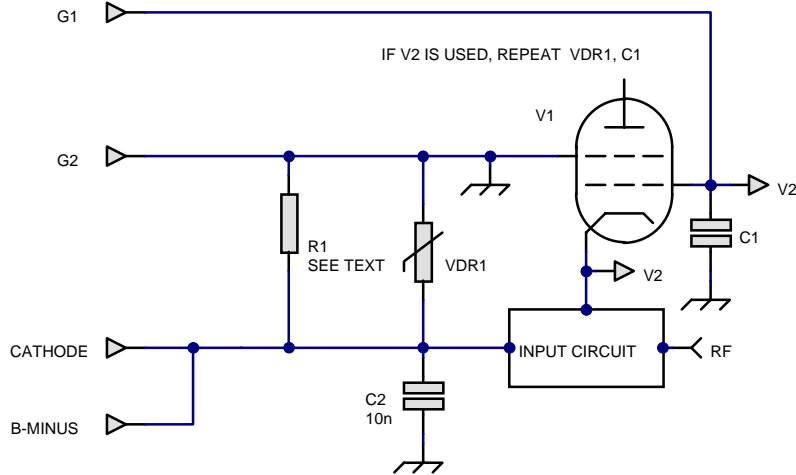 G1
IF V2 IS USED, REPEAT VDR1, C1
V1
G2
V2
C1
R1
SEE TEXT
VDR1
V2
CATHODE
INPUT CIRCUIT
RF
C2
10n
B-MINUS